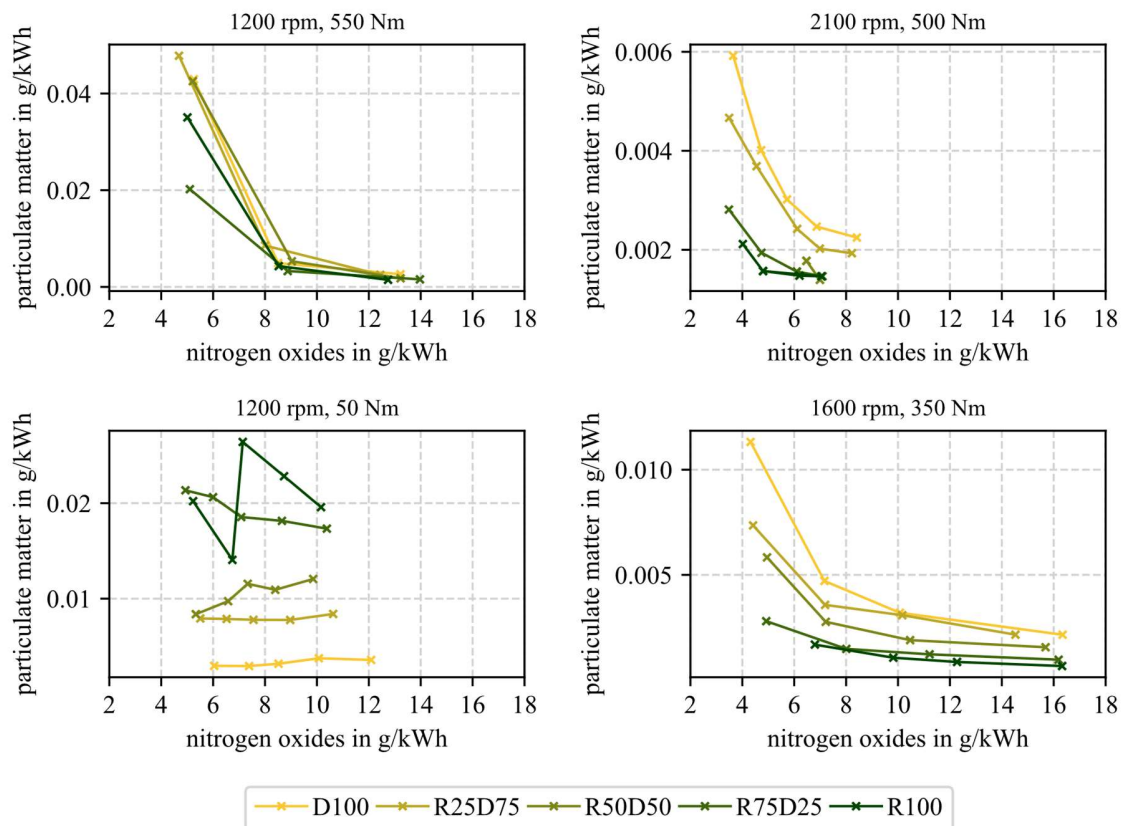 1200 rpm, 550 Nm
particulate matter in g/kWh
0.04
0.02
0.00
2 4 6 8 10 12 14 16 18
nitrogen oxides in g/kWh
2100 rpm, 500 Nm
particulate matter in g/kWh
0.006
0.004
0.002
2 4 6 8 10 12 14 16 18
nitrogen oxides in g/kWh
1200 rpm, 50 Nm
particulate matter in g/kWh
0.02
0.01
2 4 6 8 10 12 14 16 18
nitrogen oxides in g/kWh
1600 rpm, 350 Nm
particulate matter in g/kWh
0.010
0.005
2 4 6 8 10 12 14 16 18
nitrogen oxides in g/kWh
D100 R25D75 R50D50 R75D25 R100